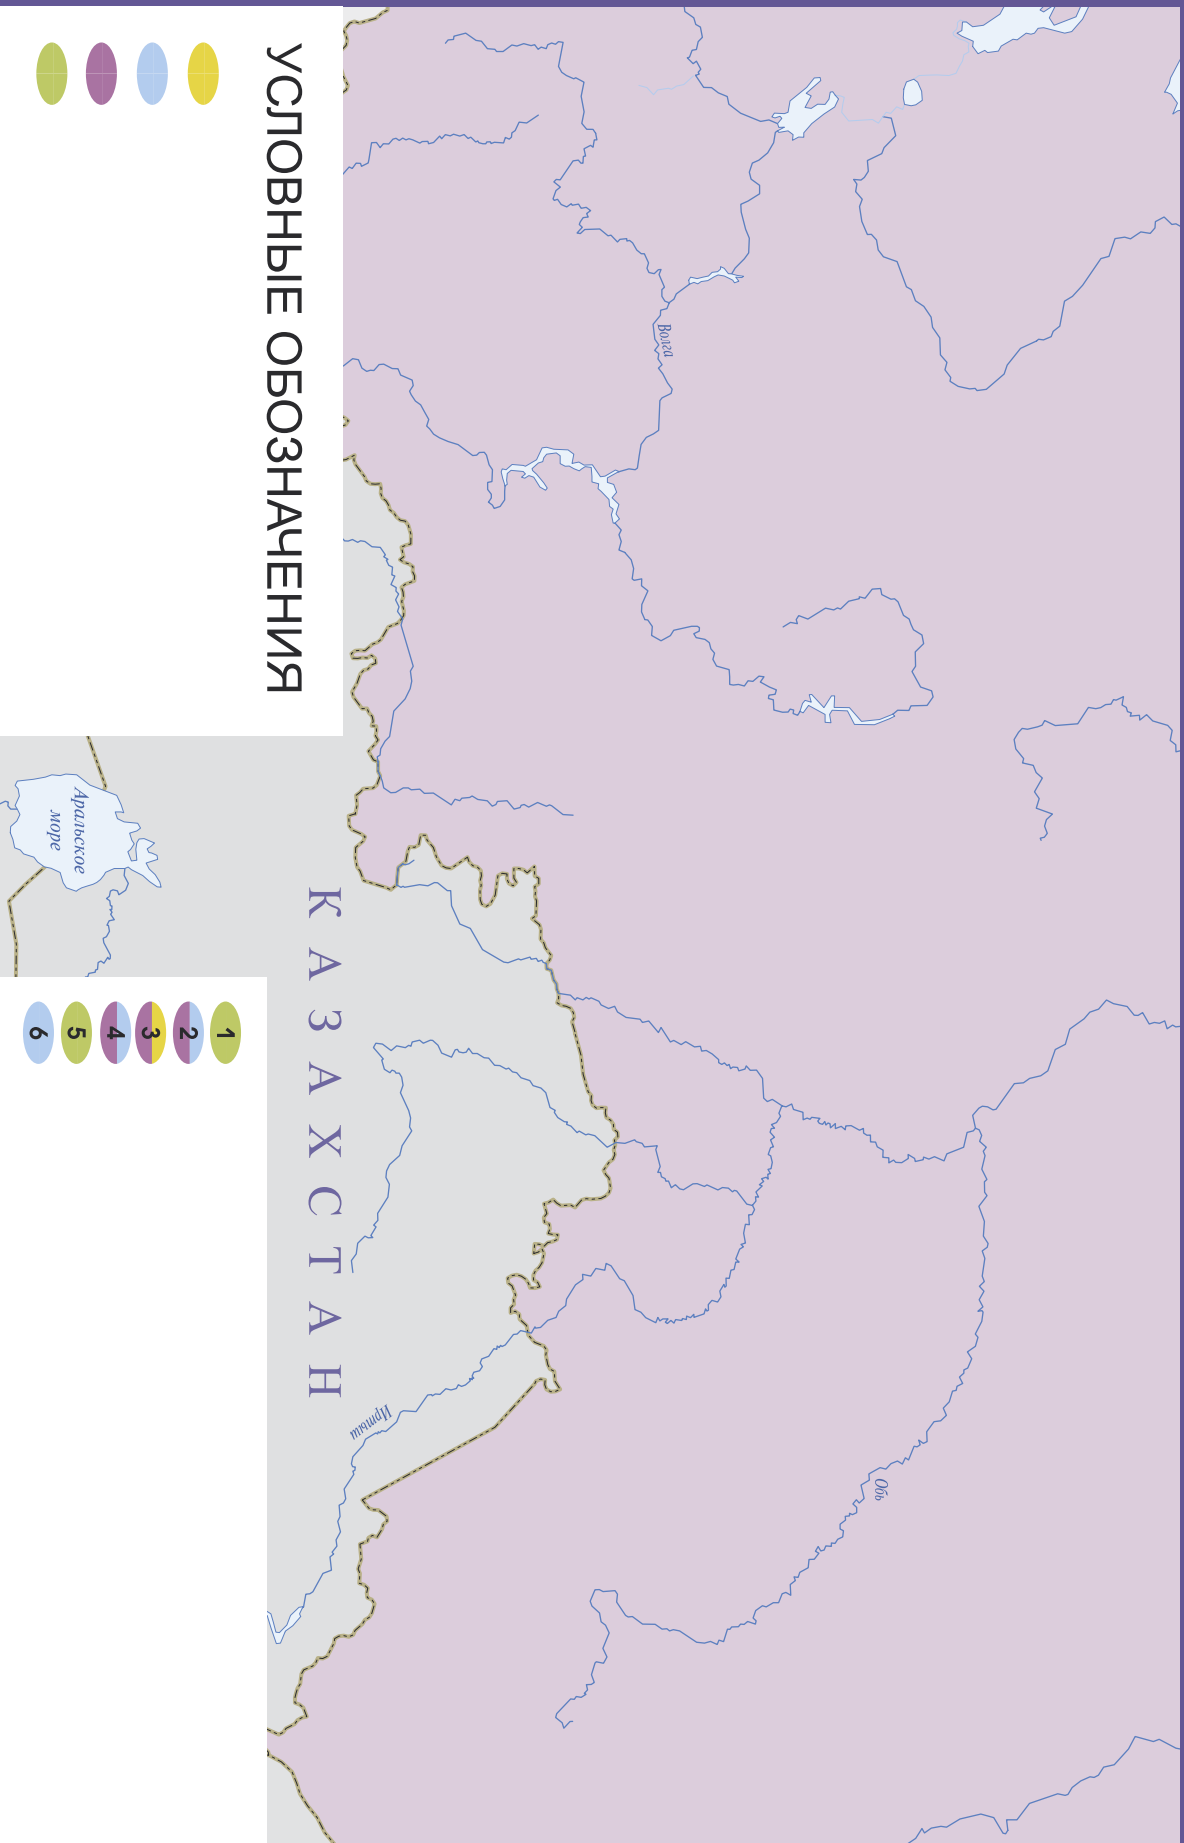 УСЛОВНЫЕ ОБОЗНАЧЕНИЯ
Волга
Обь
Иртыш
КАЗАХСТАН
Аральское
море
1
2
3
4
5
6